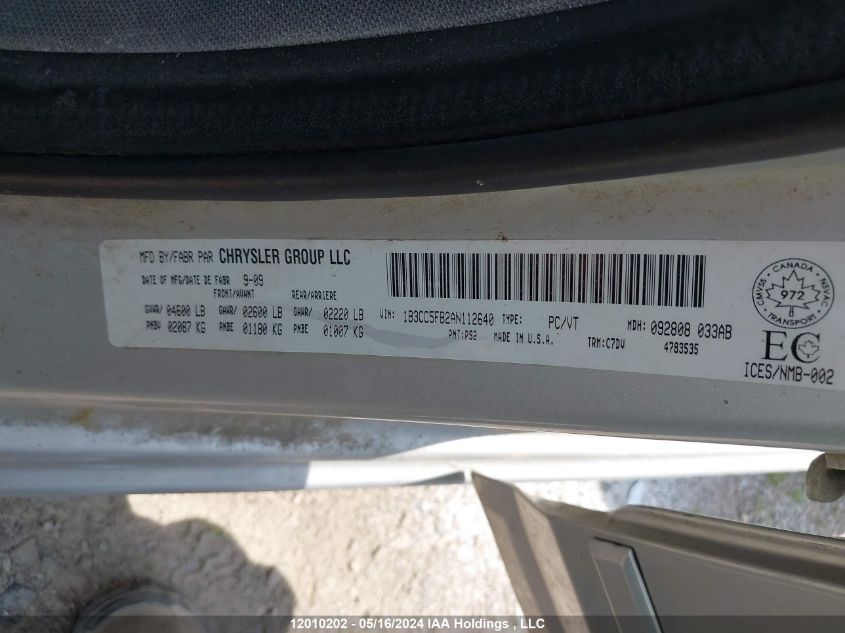 MFD BY/FABR PAR CHRYSLER GROUP LLC
DATE OF MFG/DATE DE FABR 9-09
FRONT/AVANT REAR/ARRIERE
GVWR/ 04600 LB GAWR/ 02600 LB GAWR/ 02220 LB
PNBV 02087 KG PNBE 01180 KG PNBE 01007 KG
VIN: 1B3CC5FB2AN112640 TYPE: PC/VT MDH: 092808 033AB
PNT:PS2 MADE IN U.S.A. TRM:C7DV 4783535
CANADA
CMVSS 972 NSVAC
TRANSPORT
EC
ICES/NMB-002
12010202 - 05/16/2024 IAA Holdings , LLC